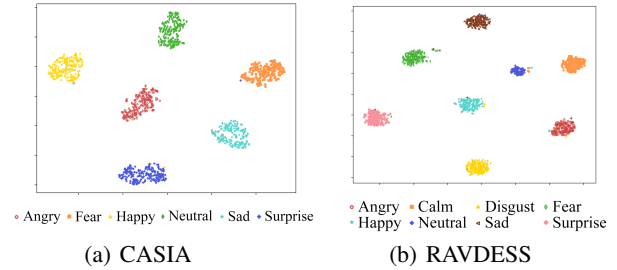 Angry Fear Happy Neutral Sad Surprise
(a) CASIA
Angry Calm Disgust Fear
Happy Neutral Sad Surprise
(b) RAVDESS